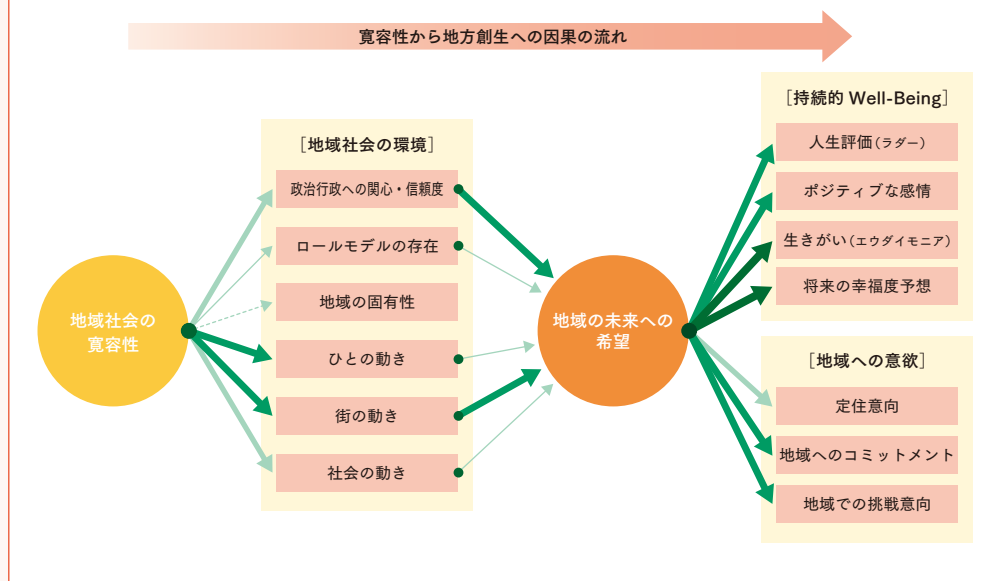 寛容性から地方創生への因果の流れ
地域社会の
寛容性
［地域社会の環境］
政治行政への関心・信頼度
ロールモデルの存在
地域の固有性
ひとの動き
街の動き
社会の動き
地域の未来への
希望
［持続的 Well-Being］
人生評価（ラダー）
ポジティブな感情
生きがい（エウダイモニア）
将来の幸福度予想
［地域への意欲］
定住意向
地域へのコミットメント
地域での挑戦意向